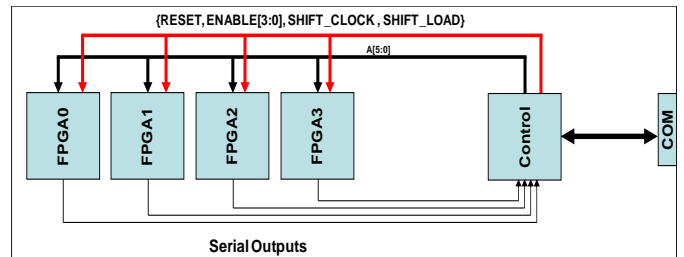 {RESET, ENABLE[3:0], SHIFT_CLOCK , SHIFT_LOAD}
A[5:0]
FPGA0
FPGA1
FPGA2
FPGA3
Control
COM
Serial Outputs